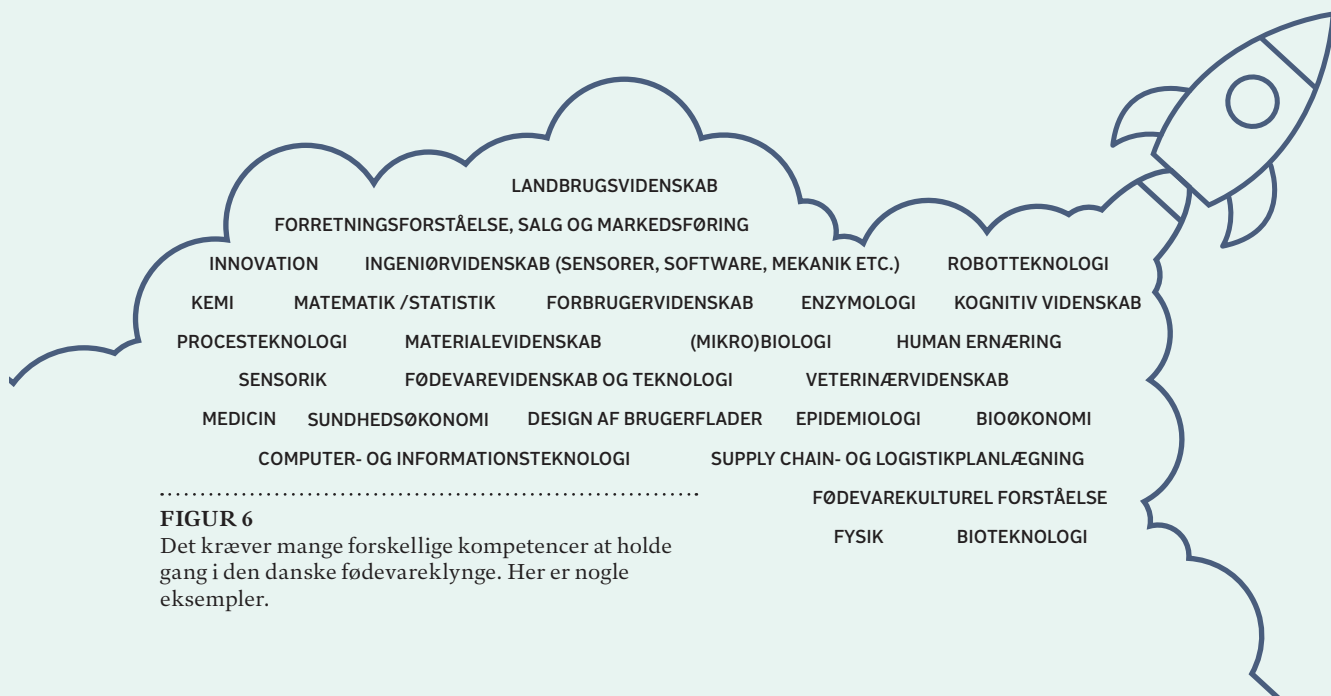 LANDBRUGSVIDENSKAB
FORRETNINGSFORSTÅELSE, SALG OG MARKEDSFØRING
INNOVATION INGENIØRVIDENSKAB (SENSORER, SOFTWARE, MEKANIK ETC.) ROBOTTEKNOLOGI
KEMI MATEMATIK /STATISTIK FORBRUGERVIDENSKAB ENZYMOLOGI KOGNITIV VIDENSKAB
PROCESTEKNOLOGI MATERIALEVIDENSKAB (MIKRO)BIOLOGI HUMAN ERNÆRING
SENSORIK FØDEVAREVIDENSKAB OG TEKNOLOGI VETERINÆRVIDENSKAB
MEDICIN SUNDHEDSØKONOMI DESIGN AF BRUGERFLADER EPIDEMIOLOGI BIOØKONOMI
COMPUTER- OG INFORMATIONSTEKNOLOGI SUPPLY CHAIN- OG LOGISTIKPLANLÆGNING
FØDEVAREKULTUREL FORSTÅELSE
FYSIK BIOTEKNOLOGI
FIGUR 6
Det kræver mange forskellige kompetencer at holde
gang i den danske fødevareklynge. Her er nogle
eksempler.